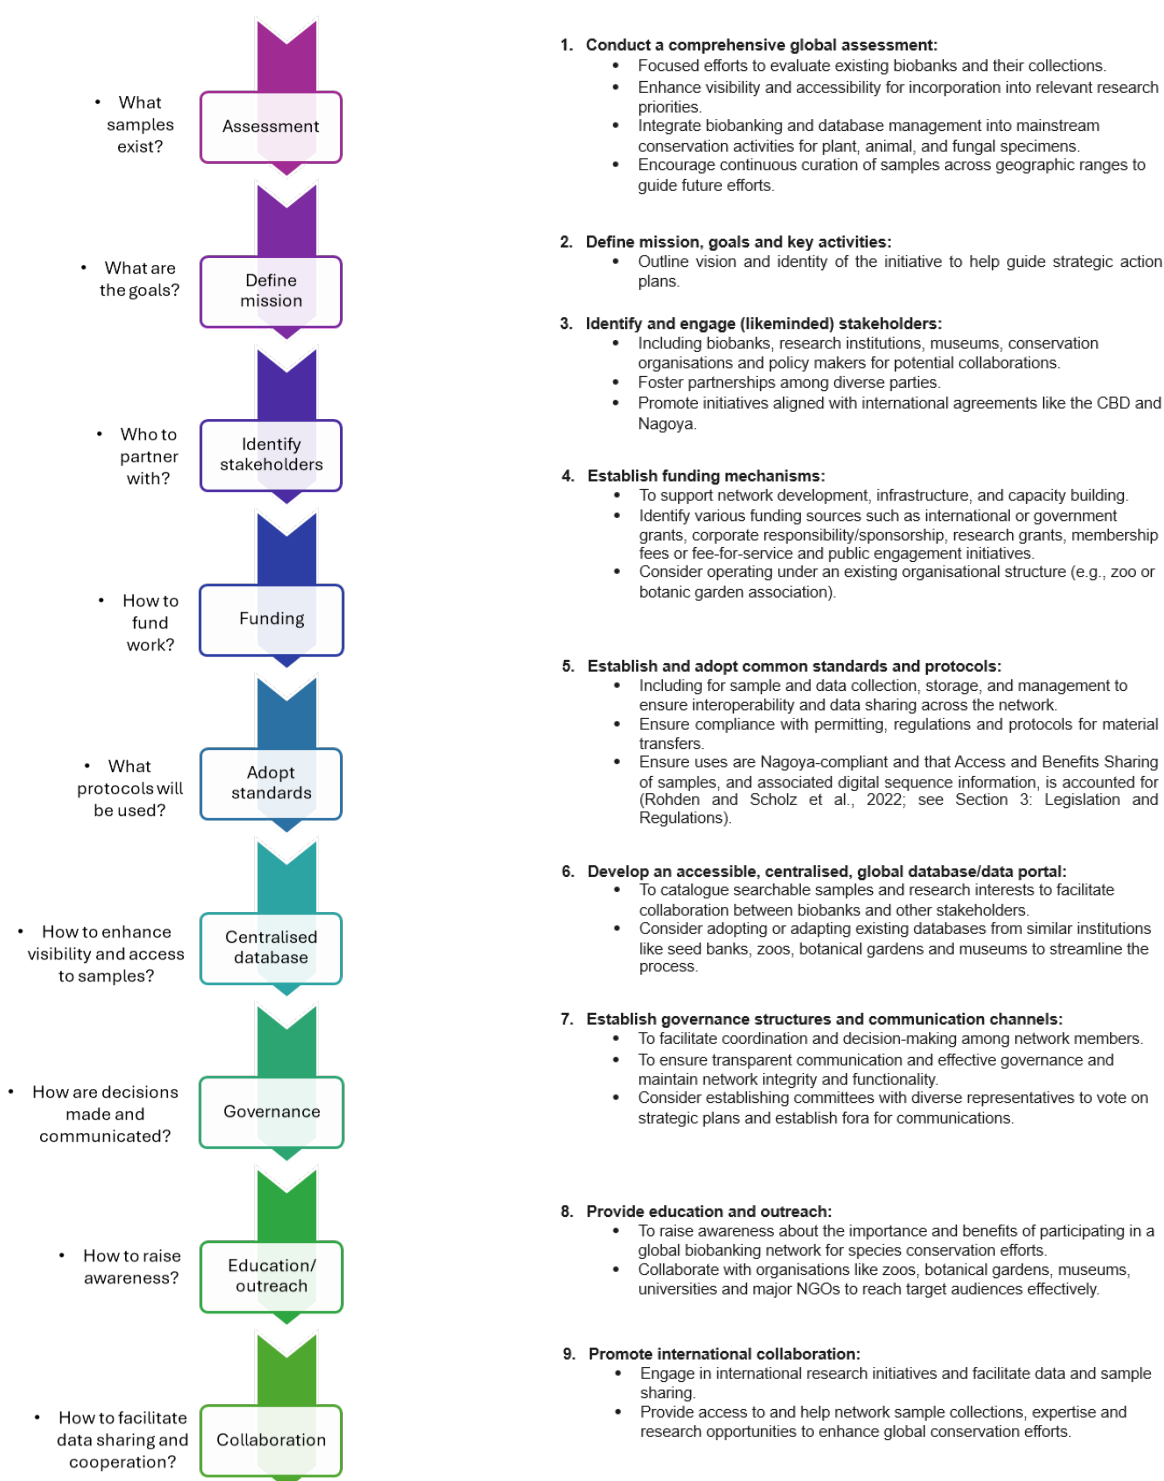 • What
samples
exist?
Assessment
1. Conduct a comprehensive global assessment:
• Focused efforts to evaluate existing biobanks and their collections.
• Enhance visibility and accessibility for incorporation into relevant research
priorities.
• Integrate biobanking and database management into mainstream
conservation activities for plant, animal, and fungal specimens.
• Encourage continuous curation of samples across geographic ranges to
guide future efforts.
• What are
the goals?
Define
mission
2. Define mission, goals and key activities:
• Outline vision and identity of the initiative to help guide strategic action
plans.
• Who to
partner
with?
Identify
stakeholders
3. Identify and engage (likeminded) stakeholders:
• Including biobanks, research institutions, museums, conservation
organisations and policy makers for potential collaborations.
• Foster partnerships among diverse parties.
• Promote initiatives aligned with international agreements like the CBD and
Nagoya.
• How to
fund
work?
Funding
4. Establish funding mechanisms:
• To support network development, infrastructure, and capacity building.
• Identify various funding sources such as international or government
grants, corporate responsibility/sponsorship, research grants, membership
fees or fee-for-service and public engagement initiatives.
• Consider operating under an existing organisational structure (e.g., zoo or
botanic garden association).
• What
protocols will
be used?
Adopt
standards
5. Establish and adopt common standards and protocols:
• Including for sample and data collection, storage, and management to
ensure interoperability and data sharing across the network.
• Ensure compliance with permitting, regulations and protocols for material
transfers.
• Ensure uses are Nagoya-compliant and that Access and Benefits Sharing
of samples, and associated digital sequence information, is accounted for
(Rohden and Scholz et al., 2022; see Section 3: Legislation and
Regulations).
• How to enhance
visibility and access
to samples?
Centralised
database
6. Develop an accessible, centralised, global database/data portal:
• To catalogue searchable samples and research interests to facilitate
collaboration between biobanks and other stakeholders.
• Consider adopting or adapting existing databases from similar institutions
like seed banks, zoos, botanical gardens and museums to streamline the
process.
• How are decisions
made and
communicated?
Governance
7. Establish governance structures and communication channels:
• To facilitate coordination and decision-making among network members.
• To ensure transparent communication and effective governance and
maintain network integrity and functionality.
• Consider establishing committees with diverse representatives to vote on
strategic plans and establish fora for communications.
• How to raise
awareness?
Education/
outreach
8. Provide education and outreach:
• To raise awareness about the importance and benefits of participating in a
global biobanking network for species conservation efforts.
• Collaborate with organisations like zoos, botanical gardens, museums,
universities and major NGOs to reach target audiences effectively.
• How to facilitate
data sharing and
cooperation?
Collaboration
9. Promote international collaboration:
• Engage in international research initiatives and facilitate data and sample
sharing.
• Provide access to and help network sample collections, expertise and
research opportunities to enhance global conservation efforts.